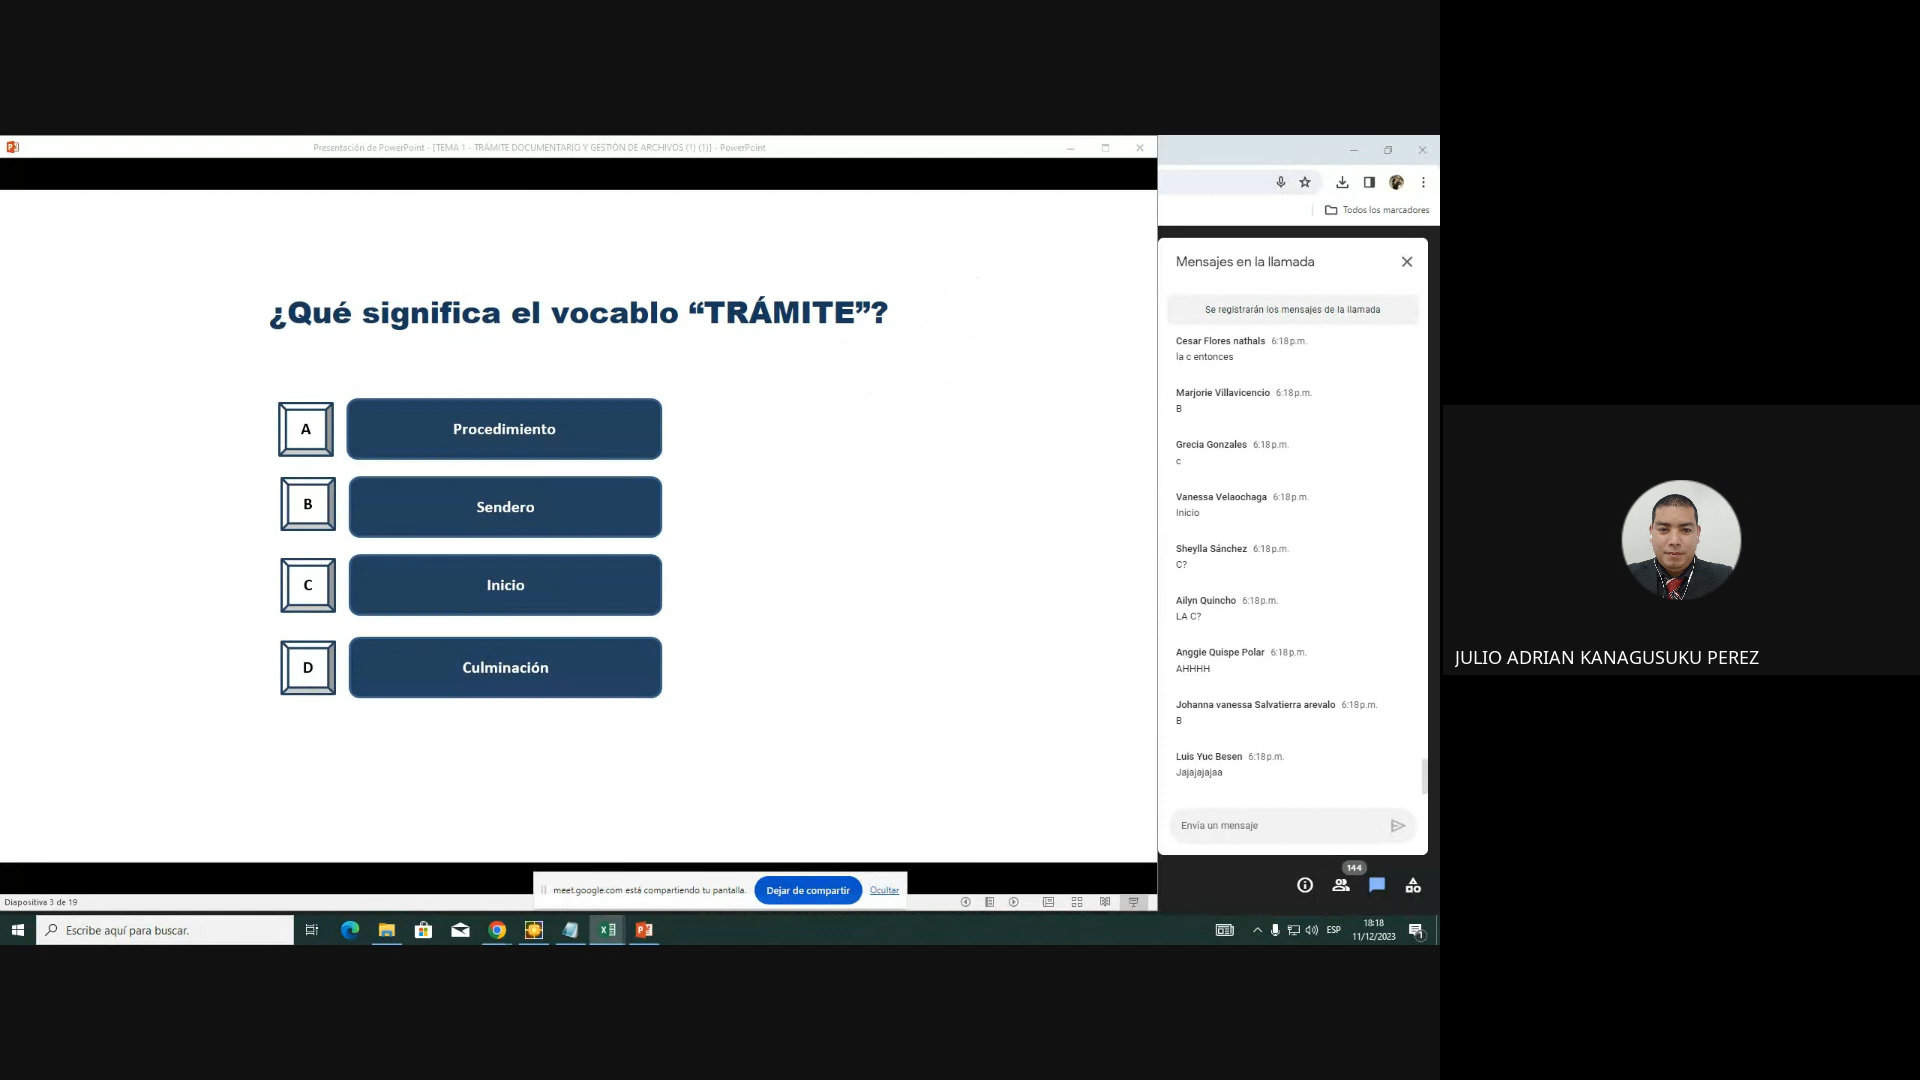 Presentación de PowerPoint - [TEMA 1 - TRÁMITE DOCUMENTARIO Y GESTIÓN DE ARCHIVOS (1) (1)] - PowerPoint
¿Qué significa el vocablo “TRÁMITE”?
A
Procedimiento
B
Sendero
C
Inicio
D
Culminación
Todos los marcadores
Mensajes en la llamada
Se registrarán los mensajes de la llamada
Cesar Flores nathals 6:18 p.m.
la c entonces
Marjorie Villavicencio 6:18 p.m.
B
Grecia Gonzales 6:18 p.m.
c
Vanessa Velaochaga 6:18 p.m.
Inicio
Sheylla Sánchez 6:18 p.m.
C?
Ailyn Quincho 6:18 p.m.
LA C?
Anggie Quispe Polar 6:18 p.m.
AHHHH
Johanna vanessa Salvatierra arevalo 6:18 p.m.
B
Luis Yuc Besen 6:18 p.m.
Jajajajajaa
Envía un mensaje
144
JULIO ADRIAN KANAGUSUKU PEREZ
meet.google.com está compartiendo tu pantalla.
Dejar de compartir
Ocultar
Diapositiva 3 de 19
Escribe aquí para buscar.
ESP
18:18
11/12/2023
1